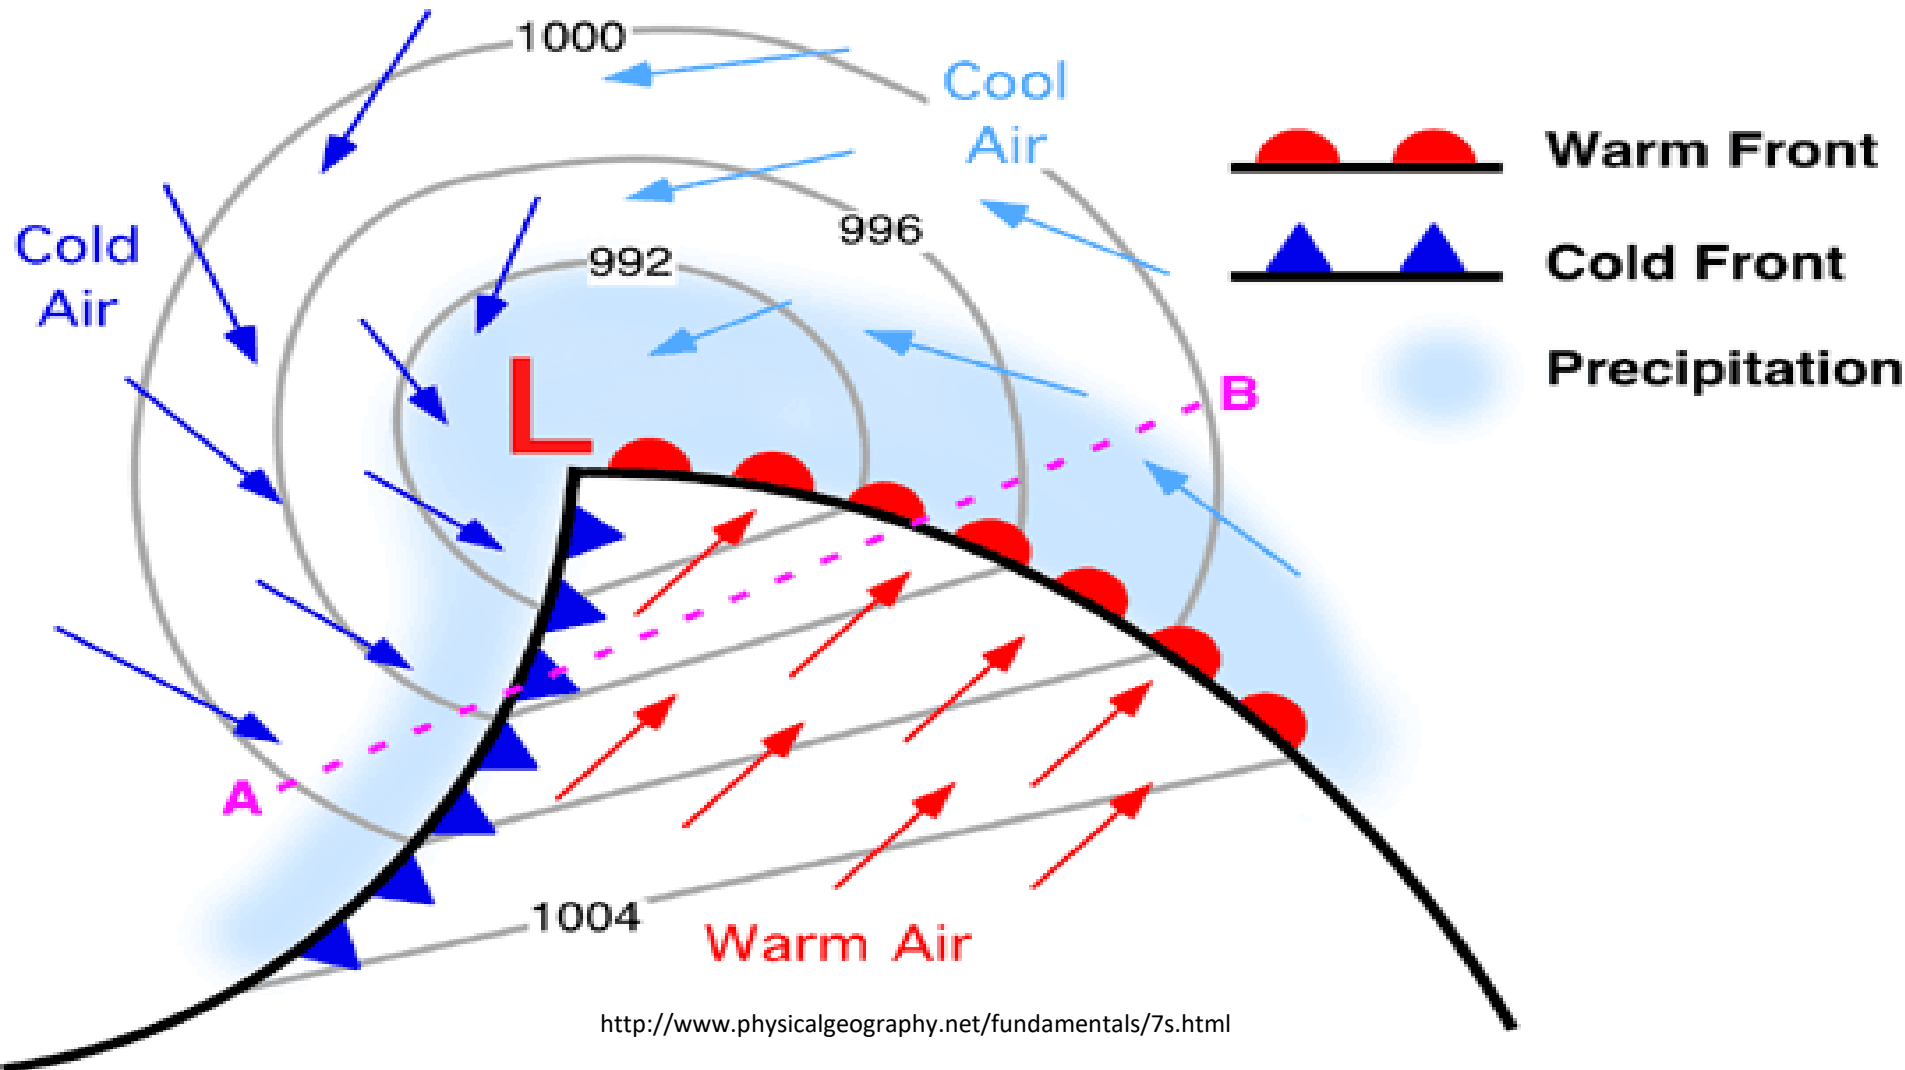 1000
Cool
Air
Warm Front
Cold Front
Precipitation
Cold
Air
992
996
L
B
A
1004
Warm Air
http://www.physicalgeography.net/fundamentals/7s.html